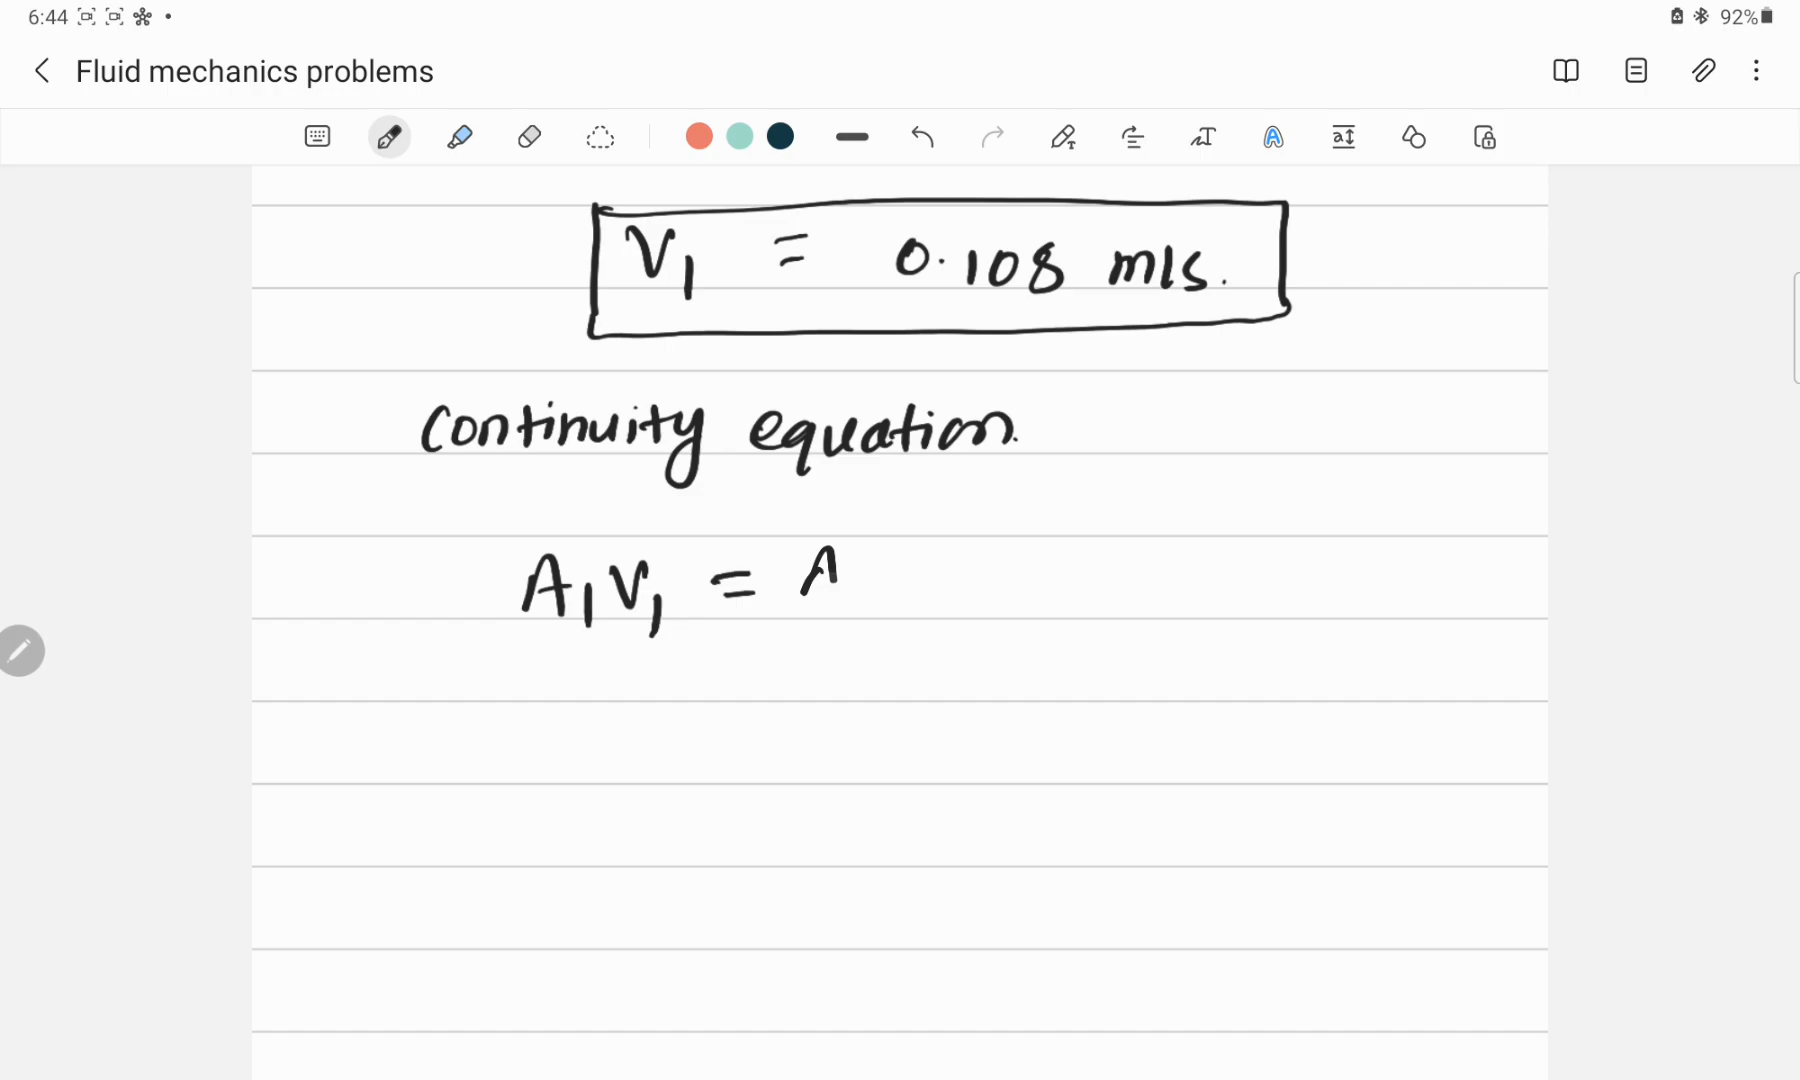 6:44 92%
Fluid mechanics problems
V₁ = 0.108 m/s.
continuity equation.
A₁V₁ = A